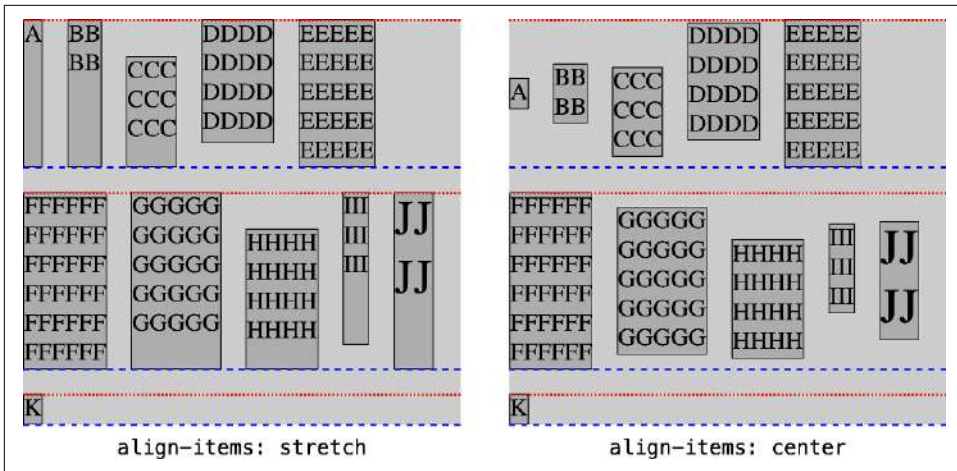 A
BB
BB
CCC
CCC
CCC
DDDD
DDDD
DDDD
DDDD
EEEEE
EEEEE
EEEEE
EEEEE
EEEEE
FFFFFF
FFFFFF
FFFFFF
FFFFFF
FFFFFF
FFFFFF
GGGGG
GGGGG
GGGGG
GGGGG
GGGGG
HHHH
HHHH
HHHH
HHHH
III
III
III
JJ
JJ
K
align-items: stretch
A
BB
BB
CCC
CCC
CCC
DDDD
DDDD
DDDD
DDDD
EEEEE
EEEEE
EEEEE
EEEEE
EEEEE
FFFFFF
FFFFFF
FFFFFF
FFFFFF
FFFFFF
FFFFFF
GGGGG
GGGGG
GGGGG
GGGGG
GGGGG
HHHH
HHHH
HHHH
HHHH
III
III
III
JJ
JJ
K
align-items: center